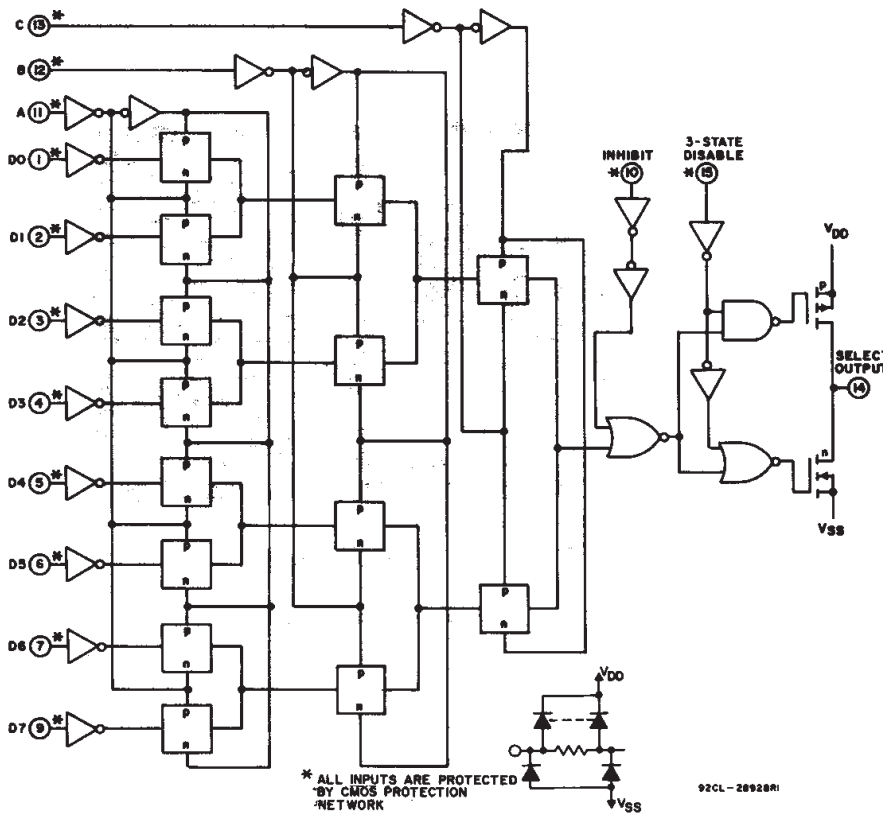 C 13 *
B 12 *
A 11 *
D0 1 *
D1 2 *
D2 3 *
D3 4 *
D4 5 *
D5 6 *
D6 7 *
D7 9 *
p
n
p
n
p
n
p
n
p
n
p
n
p
n
p
n
p
n
p
n
p
n
p
n
p
n
p
n
INHIBIT
* 10
3-STATE
DISABLE
* 15
VDD
p
SELECT
OUTPUT
14
n
VSS
VDD
VSS
* ALL INPUTS ARE PROTECTED
BY CMOS PROTECTION
NETWORK
92CL-28928R1